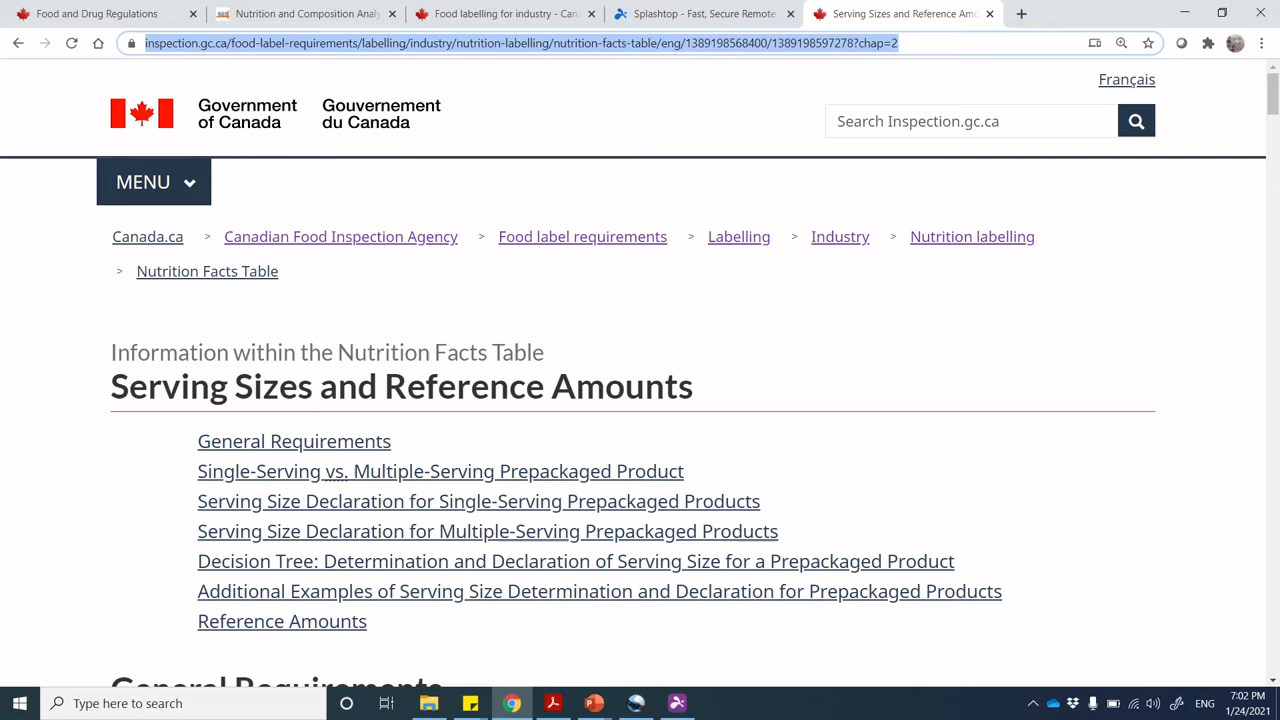 Food and Drug Regulations
Nutrition and Composition Analy
Food labelling for industry - Can
Splashtop - Fast, Secure Remote
Serving Sizes and Reference Amo
inspection.gc.ca/food-label-requirements/labelling/industry/nutrition-labelling/nutrition-facts-table/eng/1389198568400/1389198597278?chap=2
Français
Government Gouvernement
of Canada du Canada
Search Inspection.gc.ca
MENU
Canada.ca > Canadian Food Inspection Agency > Food label requirements > Labelling > Industry > Nutrition labelling
> Nutrition Facts Table
Information within the Nutrition Facts Table
Serving Sizes and Reference Amounts
General Requirements
Single-Serving vs. Multiple-Serving Prepackaged Product
Serving Size Declaration for Single-Serving Prepackaged Products
Serving Size Declaration for Multiple-Serving Prepackaged Products
Decision Tree: Determination and Declaration of Serving Size for a Prepackaged Product
Additional Examples of Serving Size Determination and Declaration for Prepackaged Products
Reference Amounts
General Requirements
Type here to search
ENG
7:02 PM
1/24/2021